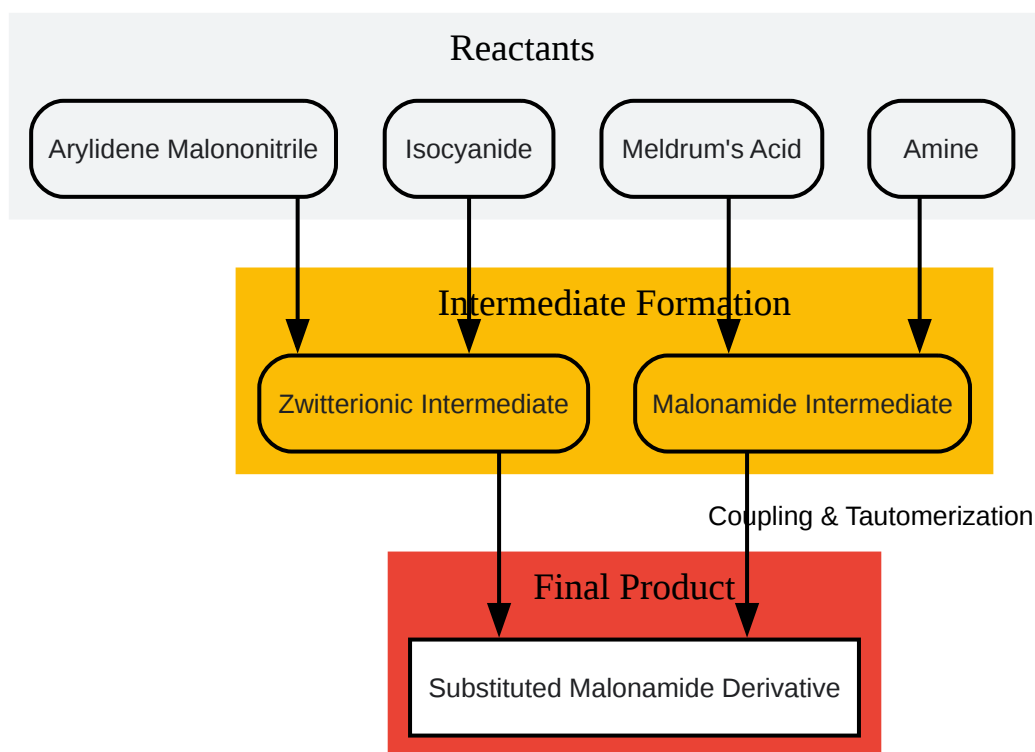 Reactants
Arylidene Malononitrile
Isocyanide
Meldrum's Acid
Amine
Intermediate Formation
Zwitterionic Intermediate
Malonamide Intermediate
Coupling & Tautomerization
Final Product
Substituted Malonamide Derivative